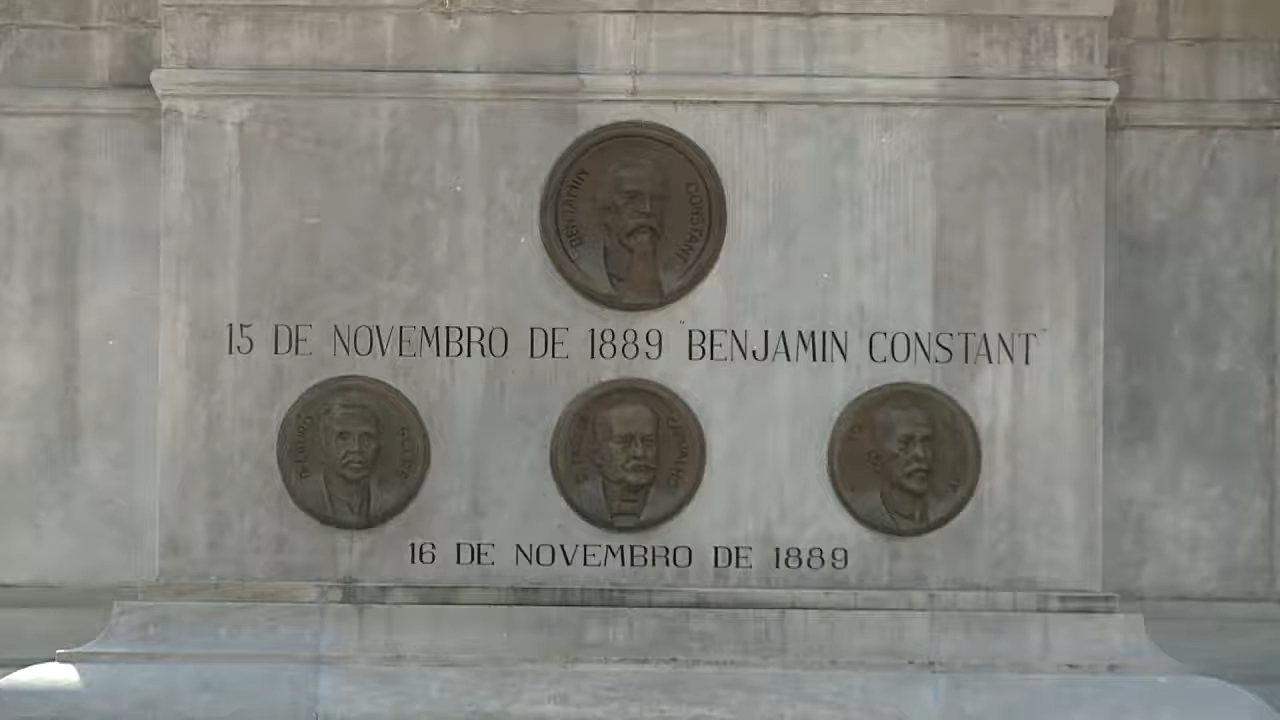 BENJAMIN CONSTANT
15 DE NOVEMBRO DE 1889 "BENJAMIN CONSTANT"
16 DE NOVEMBRO DE 1889